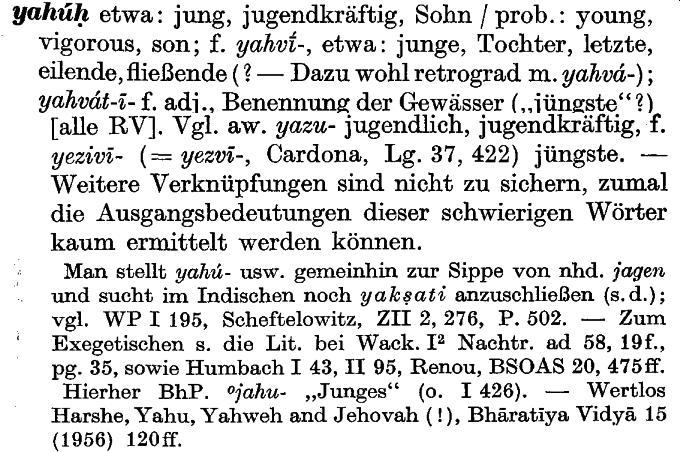 yahúḥ etwa: jung, jugendkräftig, Sohn / prob.: young,
vigorous, son; f. yahvī́-, etwa: junge, Tochter, letzte,
eilende, fließende (? — Dazu wohl retrograd m. yahvá-);
yahvát-ī- f. adj., Benennung der Gewässer („jüngste“?)
[alle RV]. Vgl. aw. yazu- jugendlich, jugendkräftig, f.
yezivī- (= yezvī-, Cardona, Lg. 37, 422) jüngste. —
Weitere Verknüpfungen sind nicht zu sichern, zumal
die Ausgangsbedeutungen dieser schwierigen Wörter
kaum ermittelt werden können.
Man stellt yahú- usw. gemeinhin zur Sippe von nhd. jagen
und sucht im Indischen noch yakṣati anzuschließen (s. d.);
vgl. WP I 195, Scheftelowitz, ZII 2, 276, P. 502. — Zum
Exegetischen s. die Lit. bei Wack. I² Nachtr. ad 58, 19f.,
pg. 35, sowie Humbach I 43, II 95, Renou, BSOAS 20, 475ff.
Hierher BhP. ⁰jahu- „Junges“ (o. I 426). — Wertlos
Harshe, Yahu, Yahweh and Jehovah (!), Bhāratīya Vidyā 15
(1956) 120ff.